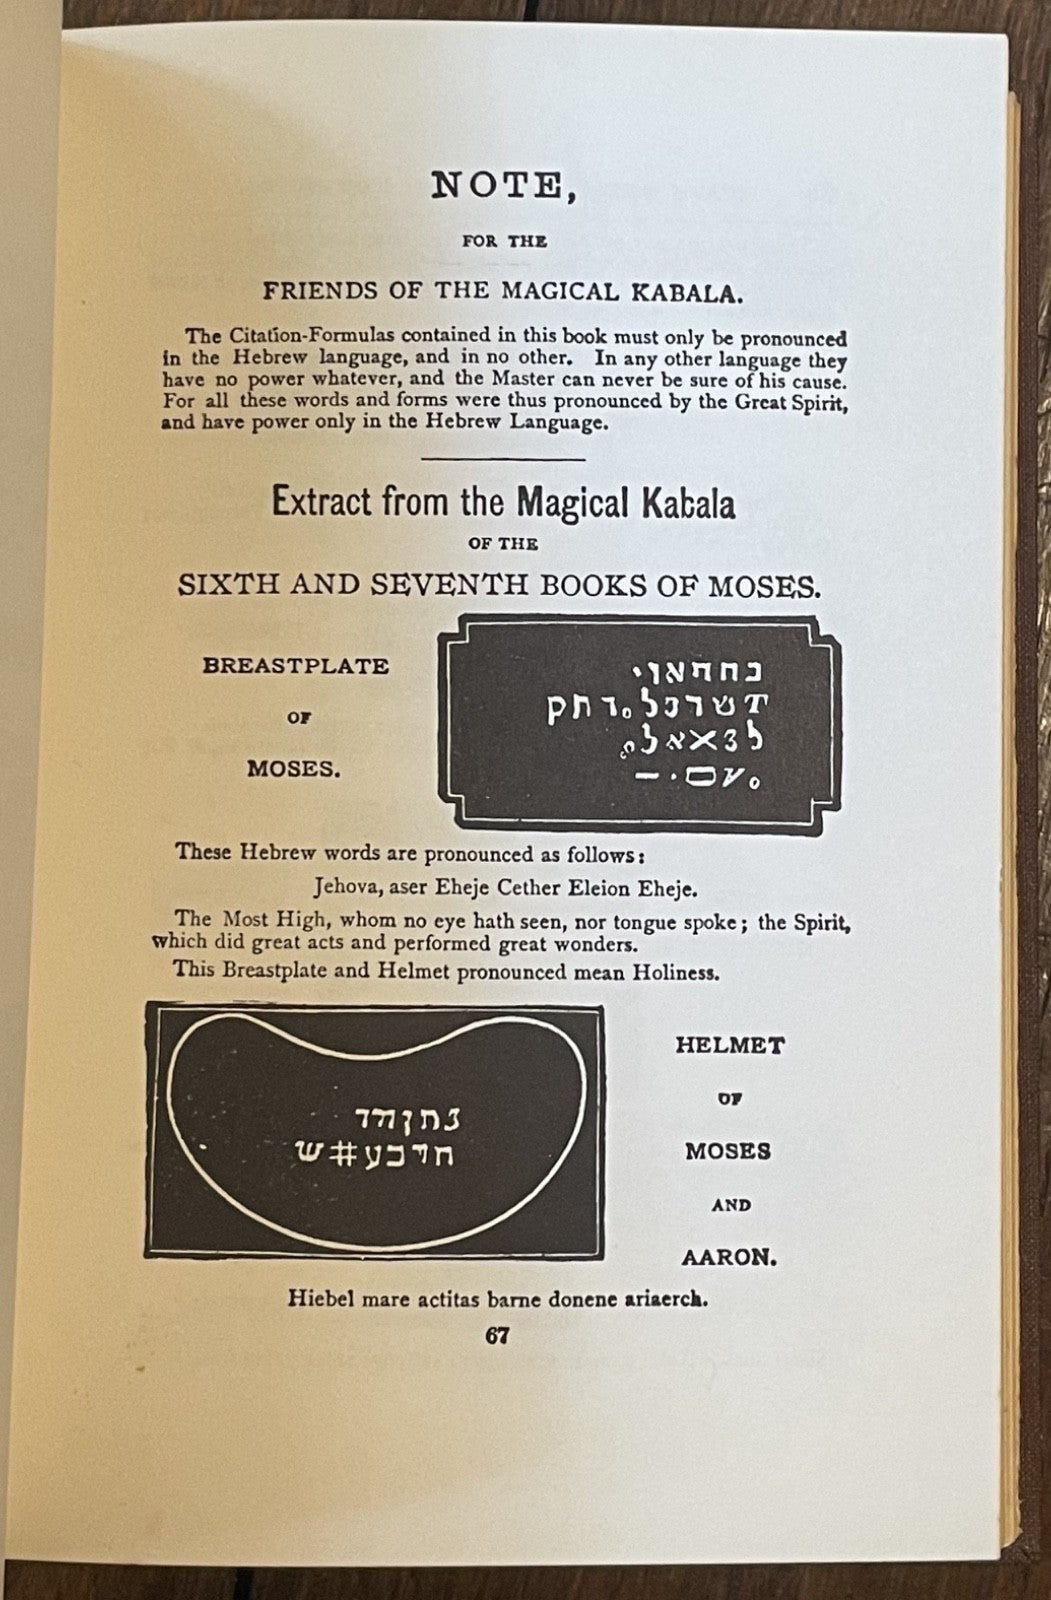 NOTE,
FOR THE
FRIENDS OF THE MAGICAL KABALA.
The Citation-Formulas contained in this book must only be pronounced
in the Hebrew language, and in no other. In any other language they
have no power whatever, and the Master can never be sure of his cause.
For all these words and forms were thus pronounced by the Great Spirit,
and have power only in the Hebrew Language.
Extract from the Magical Kabala
OF THE
SIXTH AND SEVENTH BOOKS OF MOSES.
BREASTPLATE
OF
MOSES.
These Hebrew words are pronounced as follows:
Jehova, aser Eheje Cether Eleion Eheje.
The Most High, whom no eye hath seen, nor tongue spoke; the Spirit,
which did great acts and performed great wonders.
This Breastplate and Helmet pronounced mean Holiness.
HELMET
OF
MOSES
AND
AARON.
Hiebel mare actitas barne donene ariaerch.
67